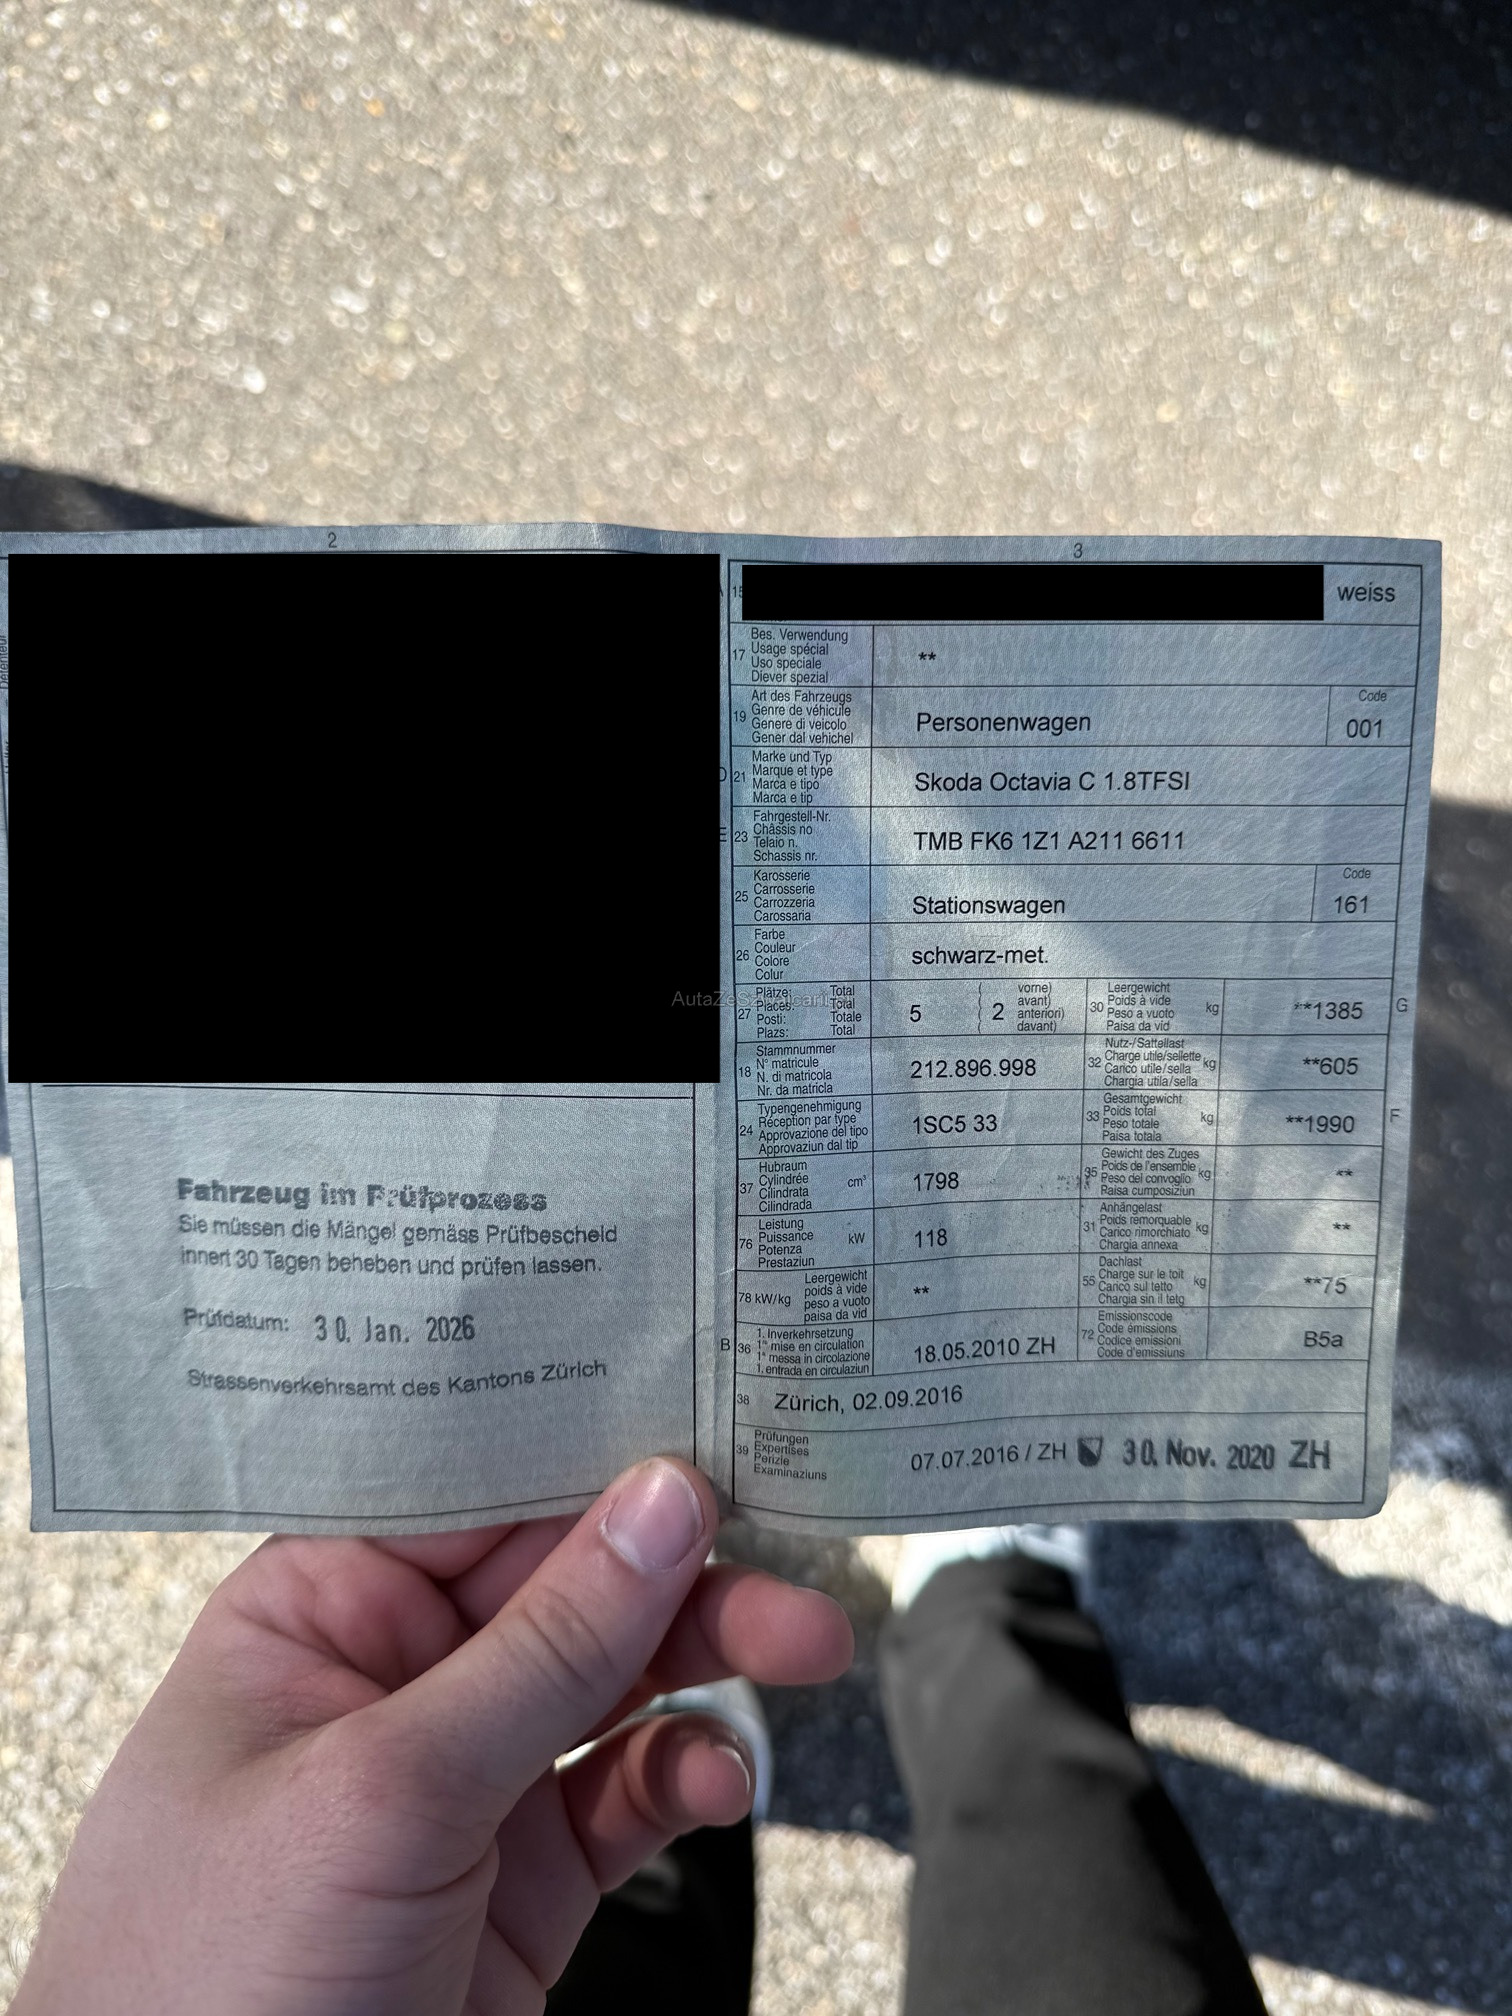 2
Fahrzeug im Prüfprozess
Sie müssen die Mängel gemäss Prüfbescheid
innert 30 Tagen beheben und prüfen lassen.
Prüfdatum: 30. Jan. 2026
Strassenverkehrsamt des Kantons Zürich
AutaZeSzwajcarii
3
weiss
17 Bes. Verwendung
Usage spécial
Uso speciale
Diever spezial
**
19 Art des Fahrzeugs
Genre de véhicule
Genere di veicolo
Gener dal vehichel
Personenwagen
Code
001
21 Marke und Typ
Marque et type
Marca e tipo
Marca e tip
Skoda Octavia C 1.8TFSI
E 23 Fahrgestell-Nr.
Châssis no
Telaio n.
Schassis nr.
TMB FK6 1Z1 A211 6611
25 Karosserie
Carrosserie
Carrozzeria
Carossaria
Stationswagen
Code
161
26 Farbe
Couleur
Colore
Colur
schwarz-met.
27 Plätze: Total
Places: Total
Posti: Totale
Plazs: Total
5 ( 2 vorne)
( avant)
( anteriori)
( davant)
30 Leergewicht
Poids à vide
Peso a vuoto
Paisa da vid
kg **1385 G
18 Stammnummer
N° matricule
N. di matricola
Nr. da matricla
212.896.998
32 Nutz-/Sattellast
Charge utile/sellette
Carico utile/sella
Chargia utila/sella
kg **605
24 Typengenehmigung
Réception par type
Approvazione del tipo
Approvaziun dal tip
1SC5 33
33 Gesamtgewicht
Poids total
Peso totale
Paisa totala
kg **1990 F
37 Hubraum
Cylindrée
Cilindrata
Cilindrada
cm³ 1798
35 Gewicht des Zuges
Poids de l'ensemble
Peso del convoglio
Paisa cumposiziun
kg **
76 Leistung
Puissance
Potenza
Prestaziun
kW 118
31 Anhängelast
Poids remorquable
Carico rimorchiato
Chargia annexa
kg **
78 kW/kg Leergewicht
poids à vide
peso a vuoto
paisa da vid
**
55 Dachlast
Charge sur le toit
Carico sul tetto
Chargia sin il tetg
kg **75
B 36 1. Inverkehrsetzung
1re mise en circulation
1a messa in circolazione
1. entrada en circulaziun
18.05.2010 ZH
72 Emissionscode
Code émissions
Codice emissioni
Code d'emissiuns
B5a
38 Zürich, 02.09.2016
39 Prüfungen
Expertises
Perizie
Examinaziuns
07.07.2016 / ZH 30. Nov. 2020 ZH